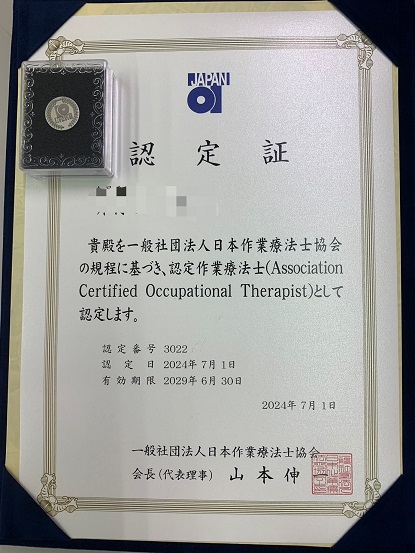 JAPAN
OT
認定証
貴殿を一般社団法人日本作業療法士協会
の規程に基づき、認定作業療法士(Association
Certified Occupational Therapist)として
認定します。
認定番号 3022
認定日 2024年7月1日
有効期限 2029年6月30日
2024年7月1日
一般社団法人日本作業療法士協会
会長(代表理事) 山本伸一